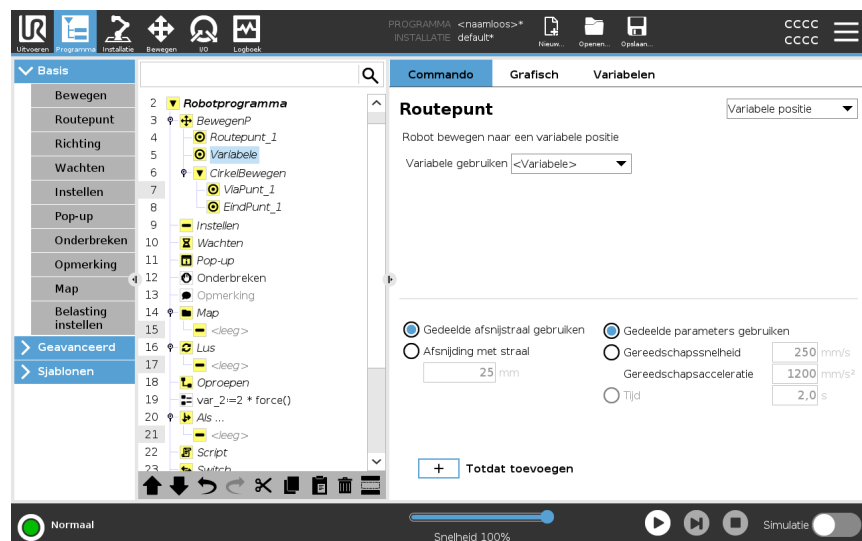 PROGRAMMA <naamloos>*
INSTALLATIE default*
Uitvoeren Programma Installatie Bewegen I/O Logboek
Nieuw... Openen... Opslaan...
CCCC
CCCC
Basis
Bewegen
Routepunt
Richting
Wachten
Instellen
Pop-up
Onderbreken
Opmerking
Map
Belasting
instellen
Geavanceerd
Sjablonen
2 Robotprogramma
3 BewegenP
4 Routepunt_1
5 Variabele
6 CirkelBewegen
7 ViaPunt_1
8 EindPunt_1
9 Instellen
10 Wachten
11 Pop-up
12 Onderbreken
13 Opmerking
14 Map
15 <leeg>
16 Lus
17 <leeg>
18 Oproepen
19 var_2:=2 * force()
20 Als ...
21 <leeg>
22 Script
23 Switch
Commando Grafisch Variabelen
Routepunt
Variabele positie
Robot bewegen naar een variabele positie
Variabele gebruiken <Variabele>
Gedeelde afsnijstraal gebruiken
Afsnijding met straal
25 mm
Gedeelde parameters gebruiken
Gereedschapssnelheid 250 mm/s
Gereedschapsacceleratie 1200 mm/s²
Tijd 2,0 s
+ Totdat toevoegen
Normaal
Snelheid 100%
Simulatie